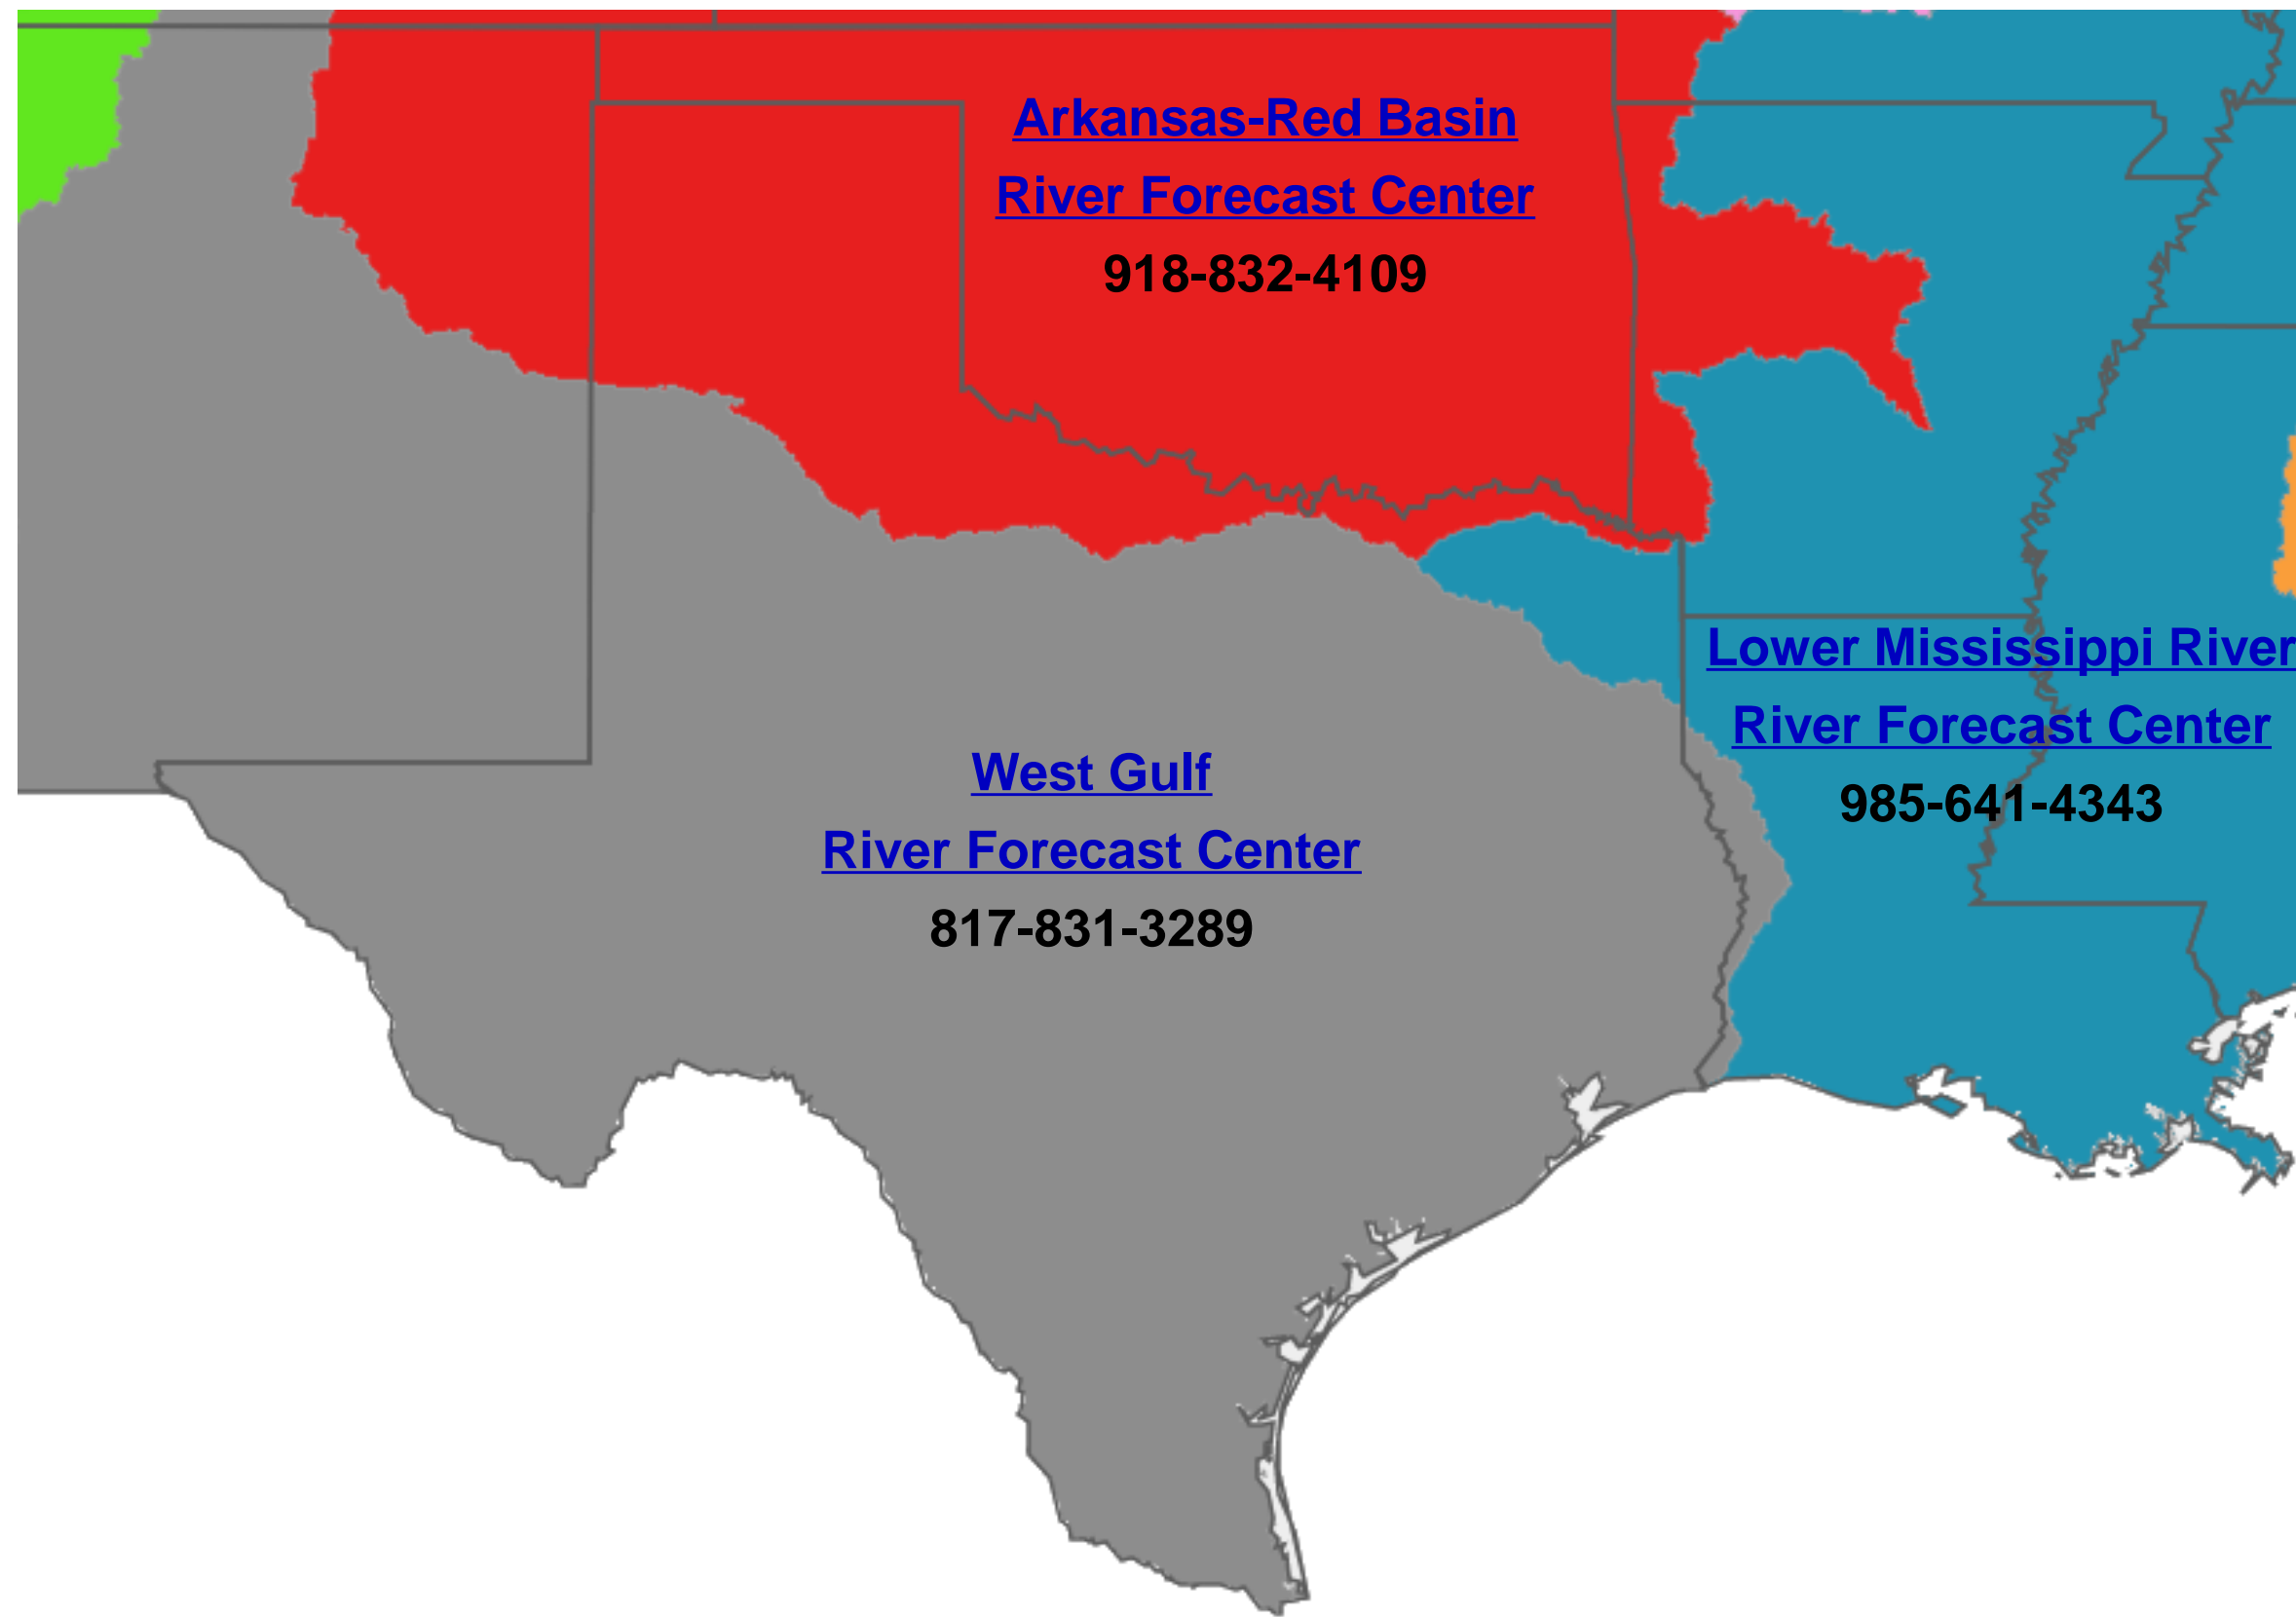 Arkansas-Red Basin
River Forecast Center
918-832-4109
Lower Mississippi River
River Forecast Center
985-641-4343
West Gulf
River Forecast Center
817-831-3289